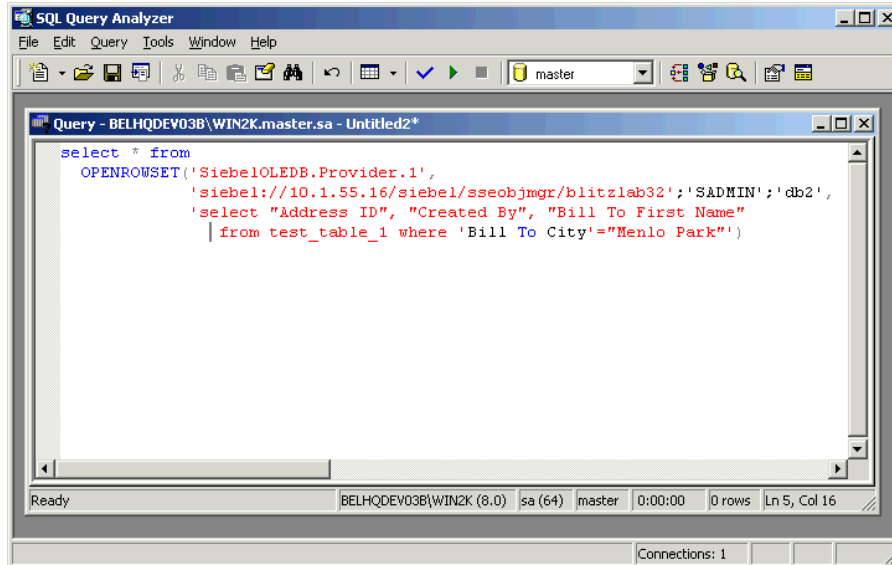 SQL Query Analyzer
File Edit Query Tools Window Help
master
Query - BELHQDEV03B\WIN2K.master.sa - Untitled2*
select * from
OPENROWSET('SiebelOLEDB.Provider.1',
'siebel://10.1.55.16/siebel/sseobjmgr/blitzlab32';'SADMIN';'db2',
'select "Address ID", "Created By", "Bill To First Name"
from test_table_1 where 'Bill To City'="Menlo Park"')
Ready BELHQDEV03B\WIN2K (8.0) sa (64) master 0:00:00 0 rows Ln 5, Col 16
Connections: 1